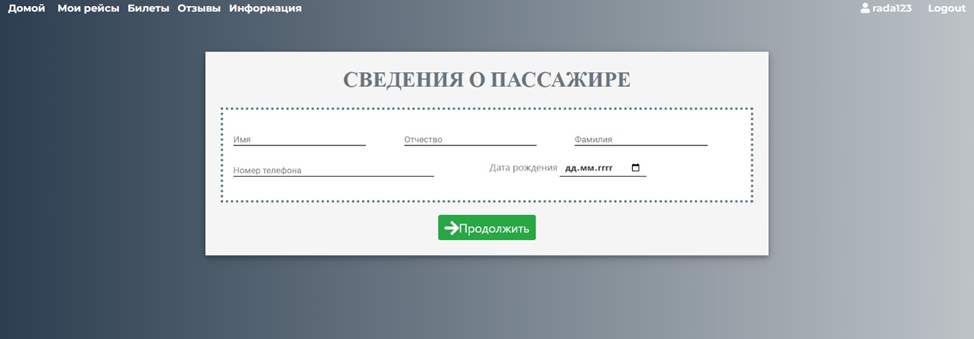 Домой Мои рейсы Билеты Отзывы Информация rada123 Logout
СВЕДЕНИЯ О ПАССАЖИРЕ
Имя Отчество Фамилия
Номер телефона Дата рождения дд.мм.гггг
Продолжить